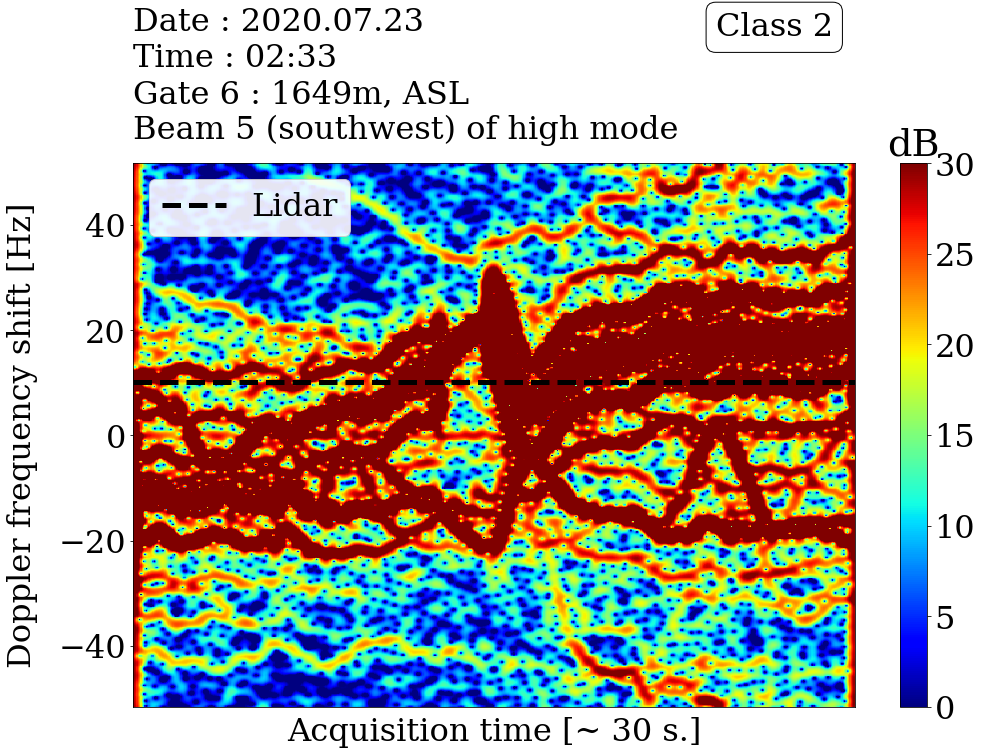 Date : 2020.07.23
Time : 02:33
Gate 6 : 1649m, ASL
Beam 5 (southwest) of high mode
Class 2
dB
Lidar
Doppler frequency shift [Hz]
40
20
0
−20
−40
30
25
20
15
10
5
0
Acquisition time [~ 30 s.]